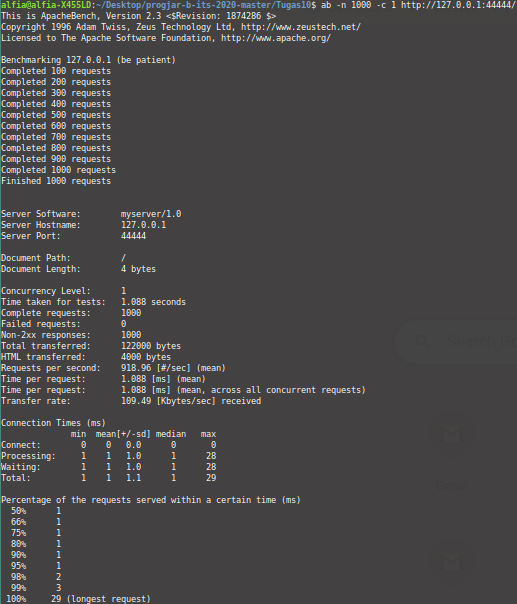 alfia@alfia-X455LD:~/Desktop/progjar-b-its-2020-master/Tugas10$ ab -n 1000 -c 1 http://127.0.0.1:44444/
This is ApacheBench, Version 2.3 <$Revision: 1874286 $>
Copyright 1996 Adam Twiss, Zeus Technology Ltd, http://www.zeustech.net/
Licensed to The Apache Software Foundation, http://www.apache.org/

Benchmarking 127.0.0.1 (be patient)
Completed 100 requests
Completed 200 requests
Completed 300 requests
Completed 400 requests
Completed 500 requests
Completed 600 requests
Completed 700 requests
Completed 800 requests
Completed 900 requests
Completed 1000 requests
Finished 1000 requests

Server Software:        myserver/1.0
Server Hostname:        127.0.0.1
Server Port:            44444

Document Path:          /
Document Length:        4 bytes

Concurrency Level:      1
Time taken for tests:   1.088 seconds
Complete requests:      1000
Failed requests:        0
Non-2xx responses:      1000
Total transferred:      122000 bytes
HTML transferred:       4000 bytes
Requests per second:    918.96 [#/sec] (mean)
Time per request:       1.088 [ms] (mean)
Time per request:       1.088 [ms] (mean, across all concurrent requests)
Transfer rate:          109.49 [Kbytes/sec] received

Connection Times (ms)
              min  mean[+/-sd] median   max
Connect:        0    0   0.0      0       0
Processing:     1    1   1.0      1      28
Waiting:        1    1   1.0      1      28
Total:          1    1   1.1      1      29

Percentage of the requests served within a certain time (ms)
  50%      1
  66%      1
  75%      1
  80%      1
  90%      1
  95%      1
  98%      2
  99%      3
 100%     29 (longest request)